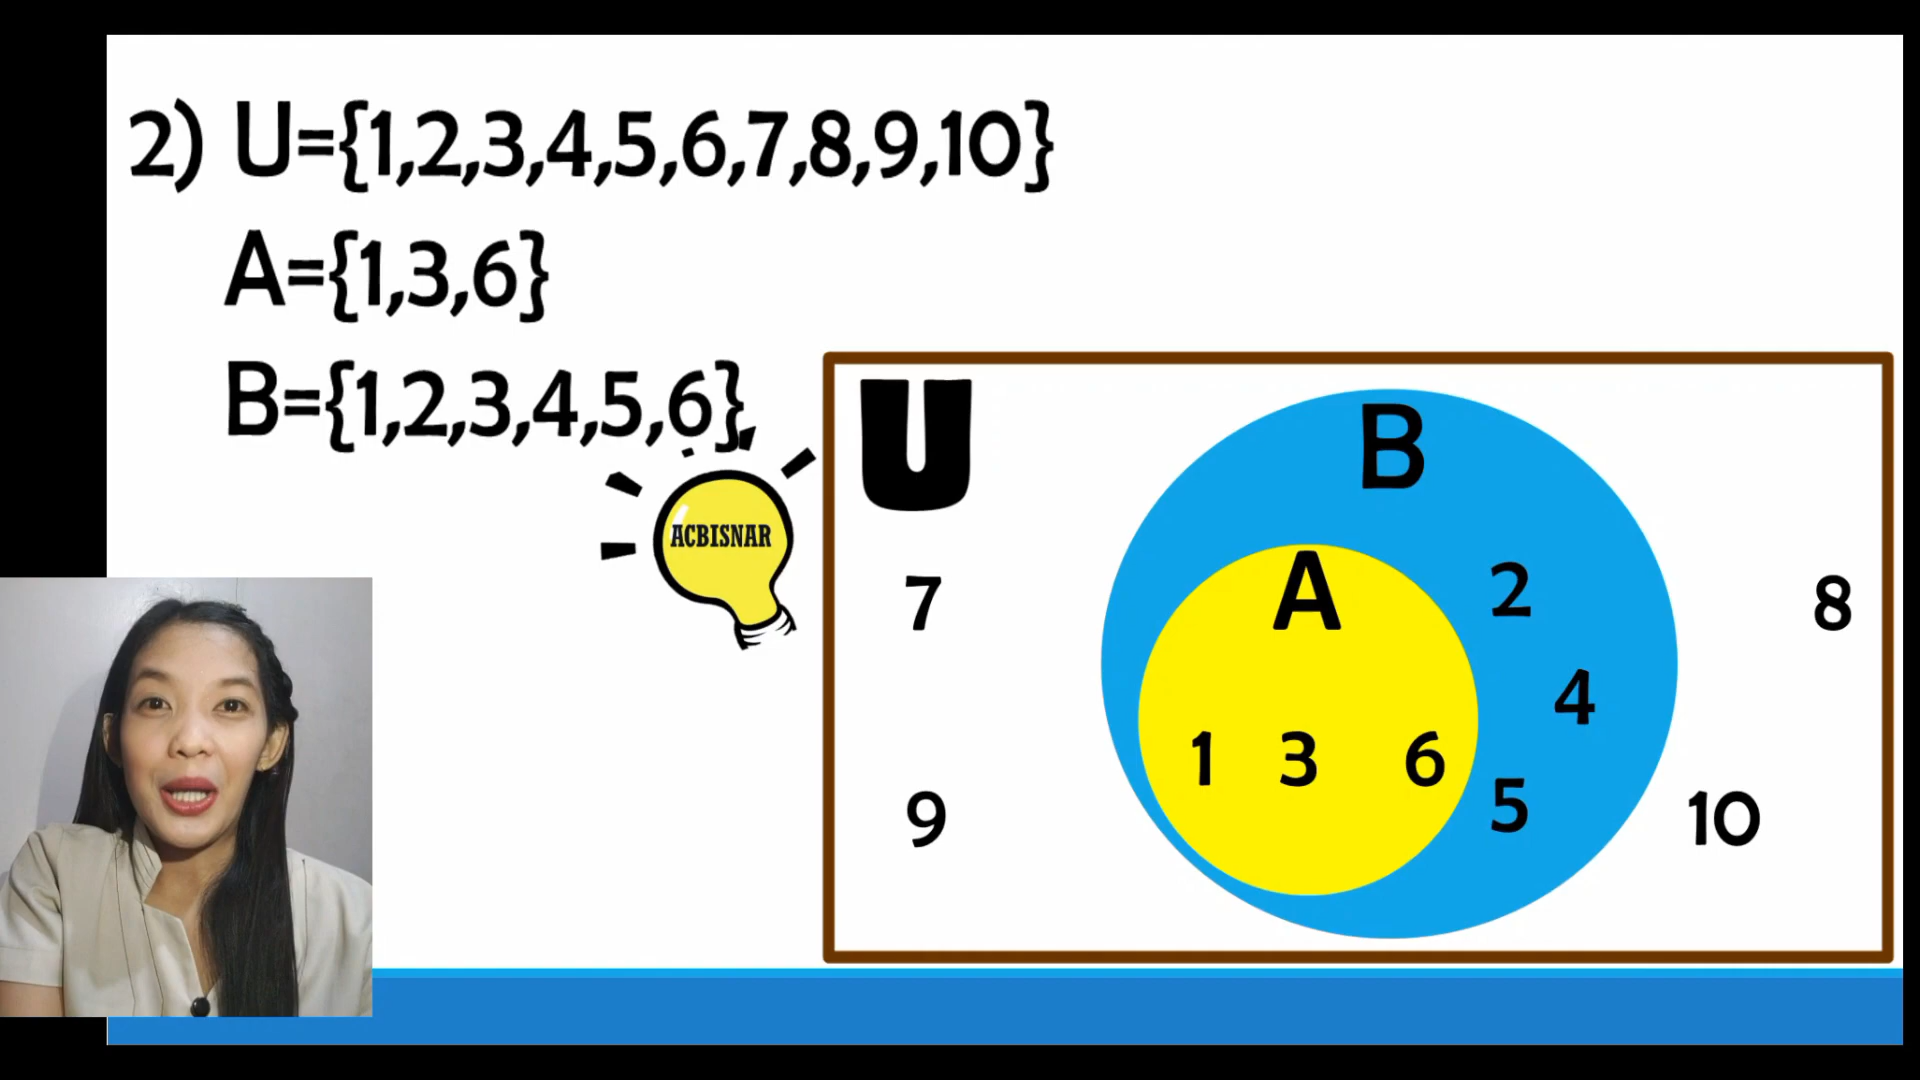 2) U={1,2,3,4,5,6,7,8,9,10}
A={1,3,6}
B={1,2,3,4,5,6}
ACBISNAR
U
B
A
2
7
8
4
1 3 6
5
9
10